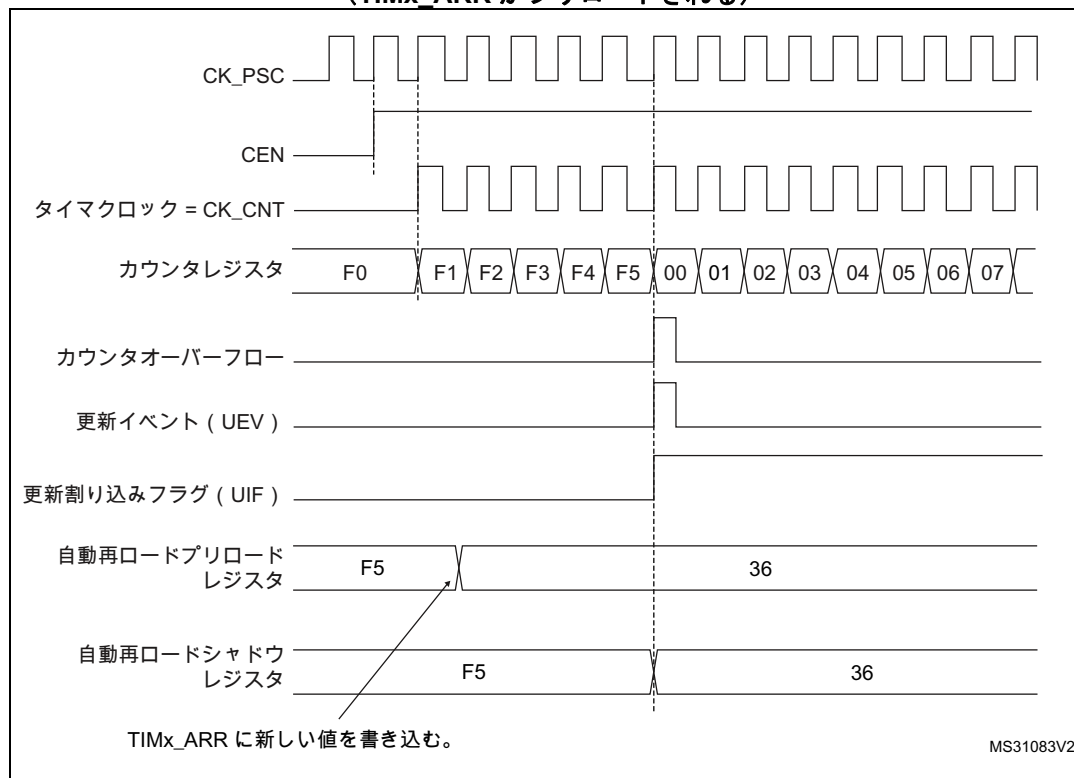 （TIMx_ARR がプリロードされる）
CK_PSC
CEN
タイマクロック = CK_CNT
カウンタレジスタ F0 F1 F2 F3 F4 F5 00 01 02 03 04 05 06 07
カウンタオーバーフロー
更新イベント ( UEV )
更新割り込みフラグ ( UIF )
自動再ロードプリロード
レジスタ F5 36
自動再ロードシャドウ
レジスタ F5 36
TIMx_ARR に新しい値を書き込む。
MS31083V2